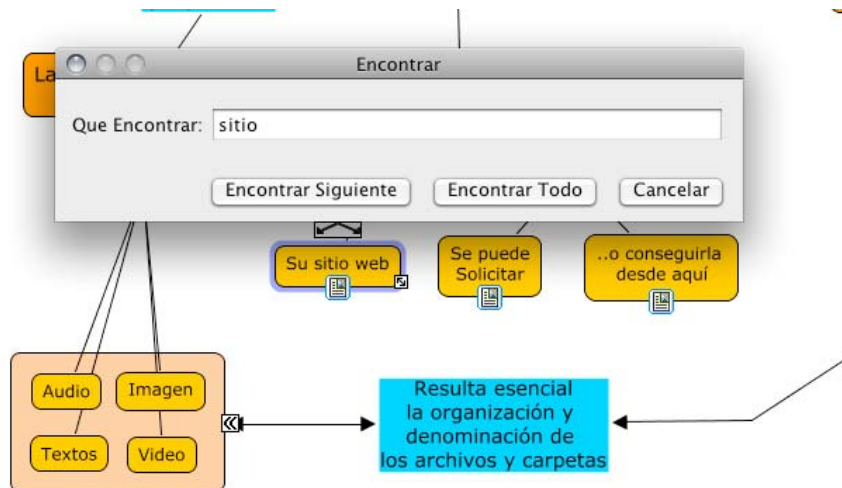 La
Encontrar
Que Encontrar: sitio
Encontrar Siguiente
Encontrar Todo
Cancelar
Su sitio web
Se puede
Solicitar
..o conseguirla
desde aquí
Audio
Imagen
Textos
Video
Resulta esencial
la organización y
denominación de
los archivos y carpetas